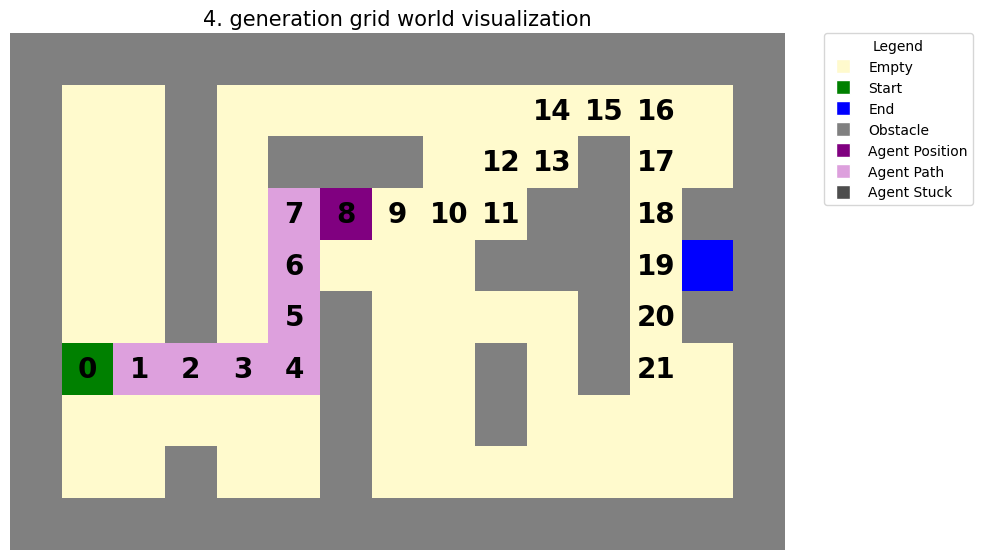 4. generation grid world visualization
14 15 16
12 13 17
7 8 9 10 11 18
6 19
5 20
0 1 2 3 4 21
Legend
Empty
Start
End
Obstacle
Agent Position
Agent Path
Agent Stuck